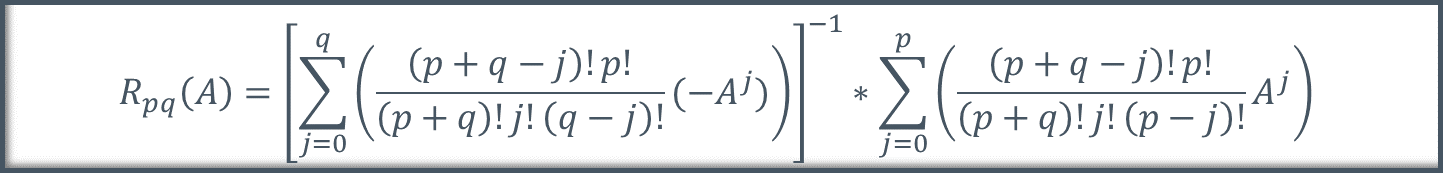 R_{pq}(A) = \left[ \sum_{j=0}^{q} \left( \frac{(p+q-j)!\,p!}{(p+q)!\,j!\,(q-j)!} (-A^j) \right) \right]^{-1} * \sum_{j=0}^{p} \left( \frac{(p+q-j)!\,p!}{(p+q)!\,j!\,(p-j)!} A^j \right)